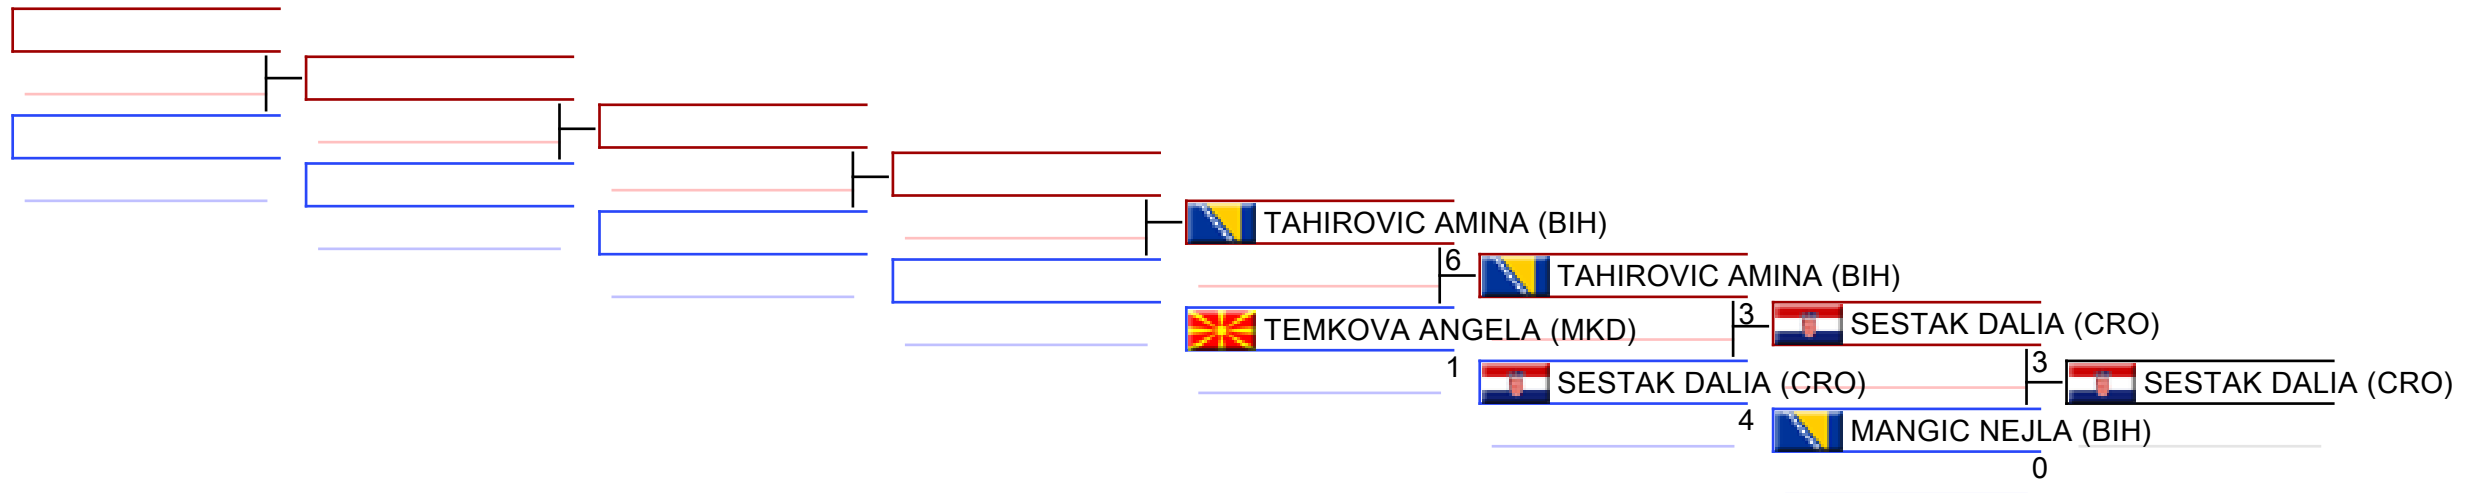 TAHIROVIC AMINA (BIH)
6
TAHIROVIC AMINA (BIH)
TEMKOVA ANGELA (MKD)
1
3
SESTAK DALIA (CRO)
SESTAK DALIA (CRO)
4
3
SESTAK DALIA (CRO)
MANGIC NEJLA (BIH)
0